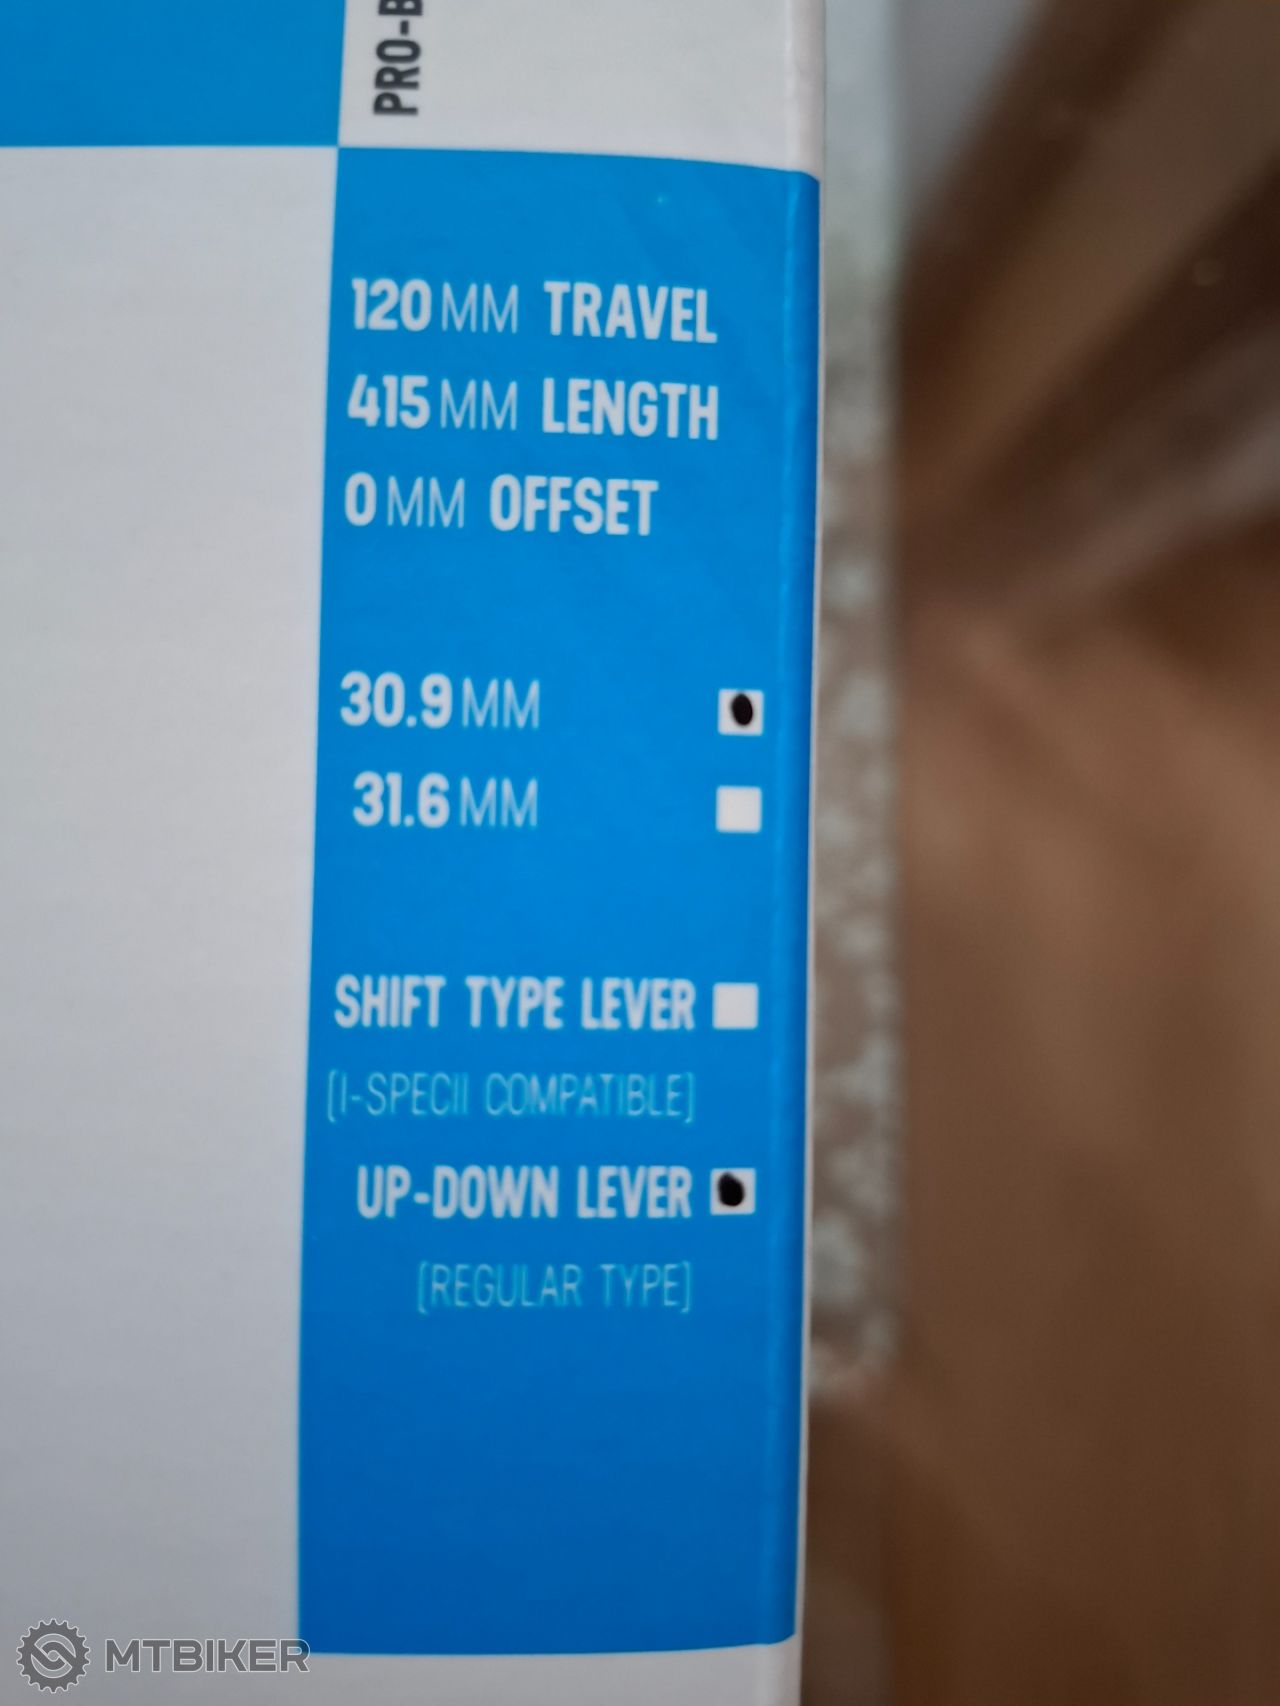 PRO-B
120 MM TRAVEL
415 MM LENGTH
0 MM OFFSET
30.9 MM
31.6 MM
SHIFT TYPE LEVER
[I-SPECII COMPATIBLE]
UP-DOWN LEVER
[REGULAR TYPE]
MTBIKER